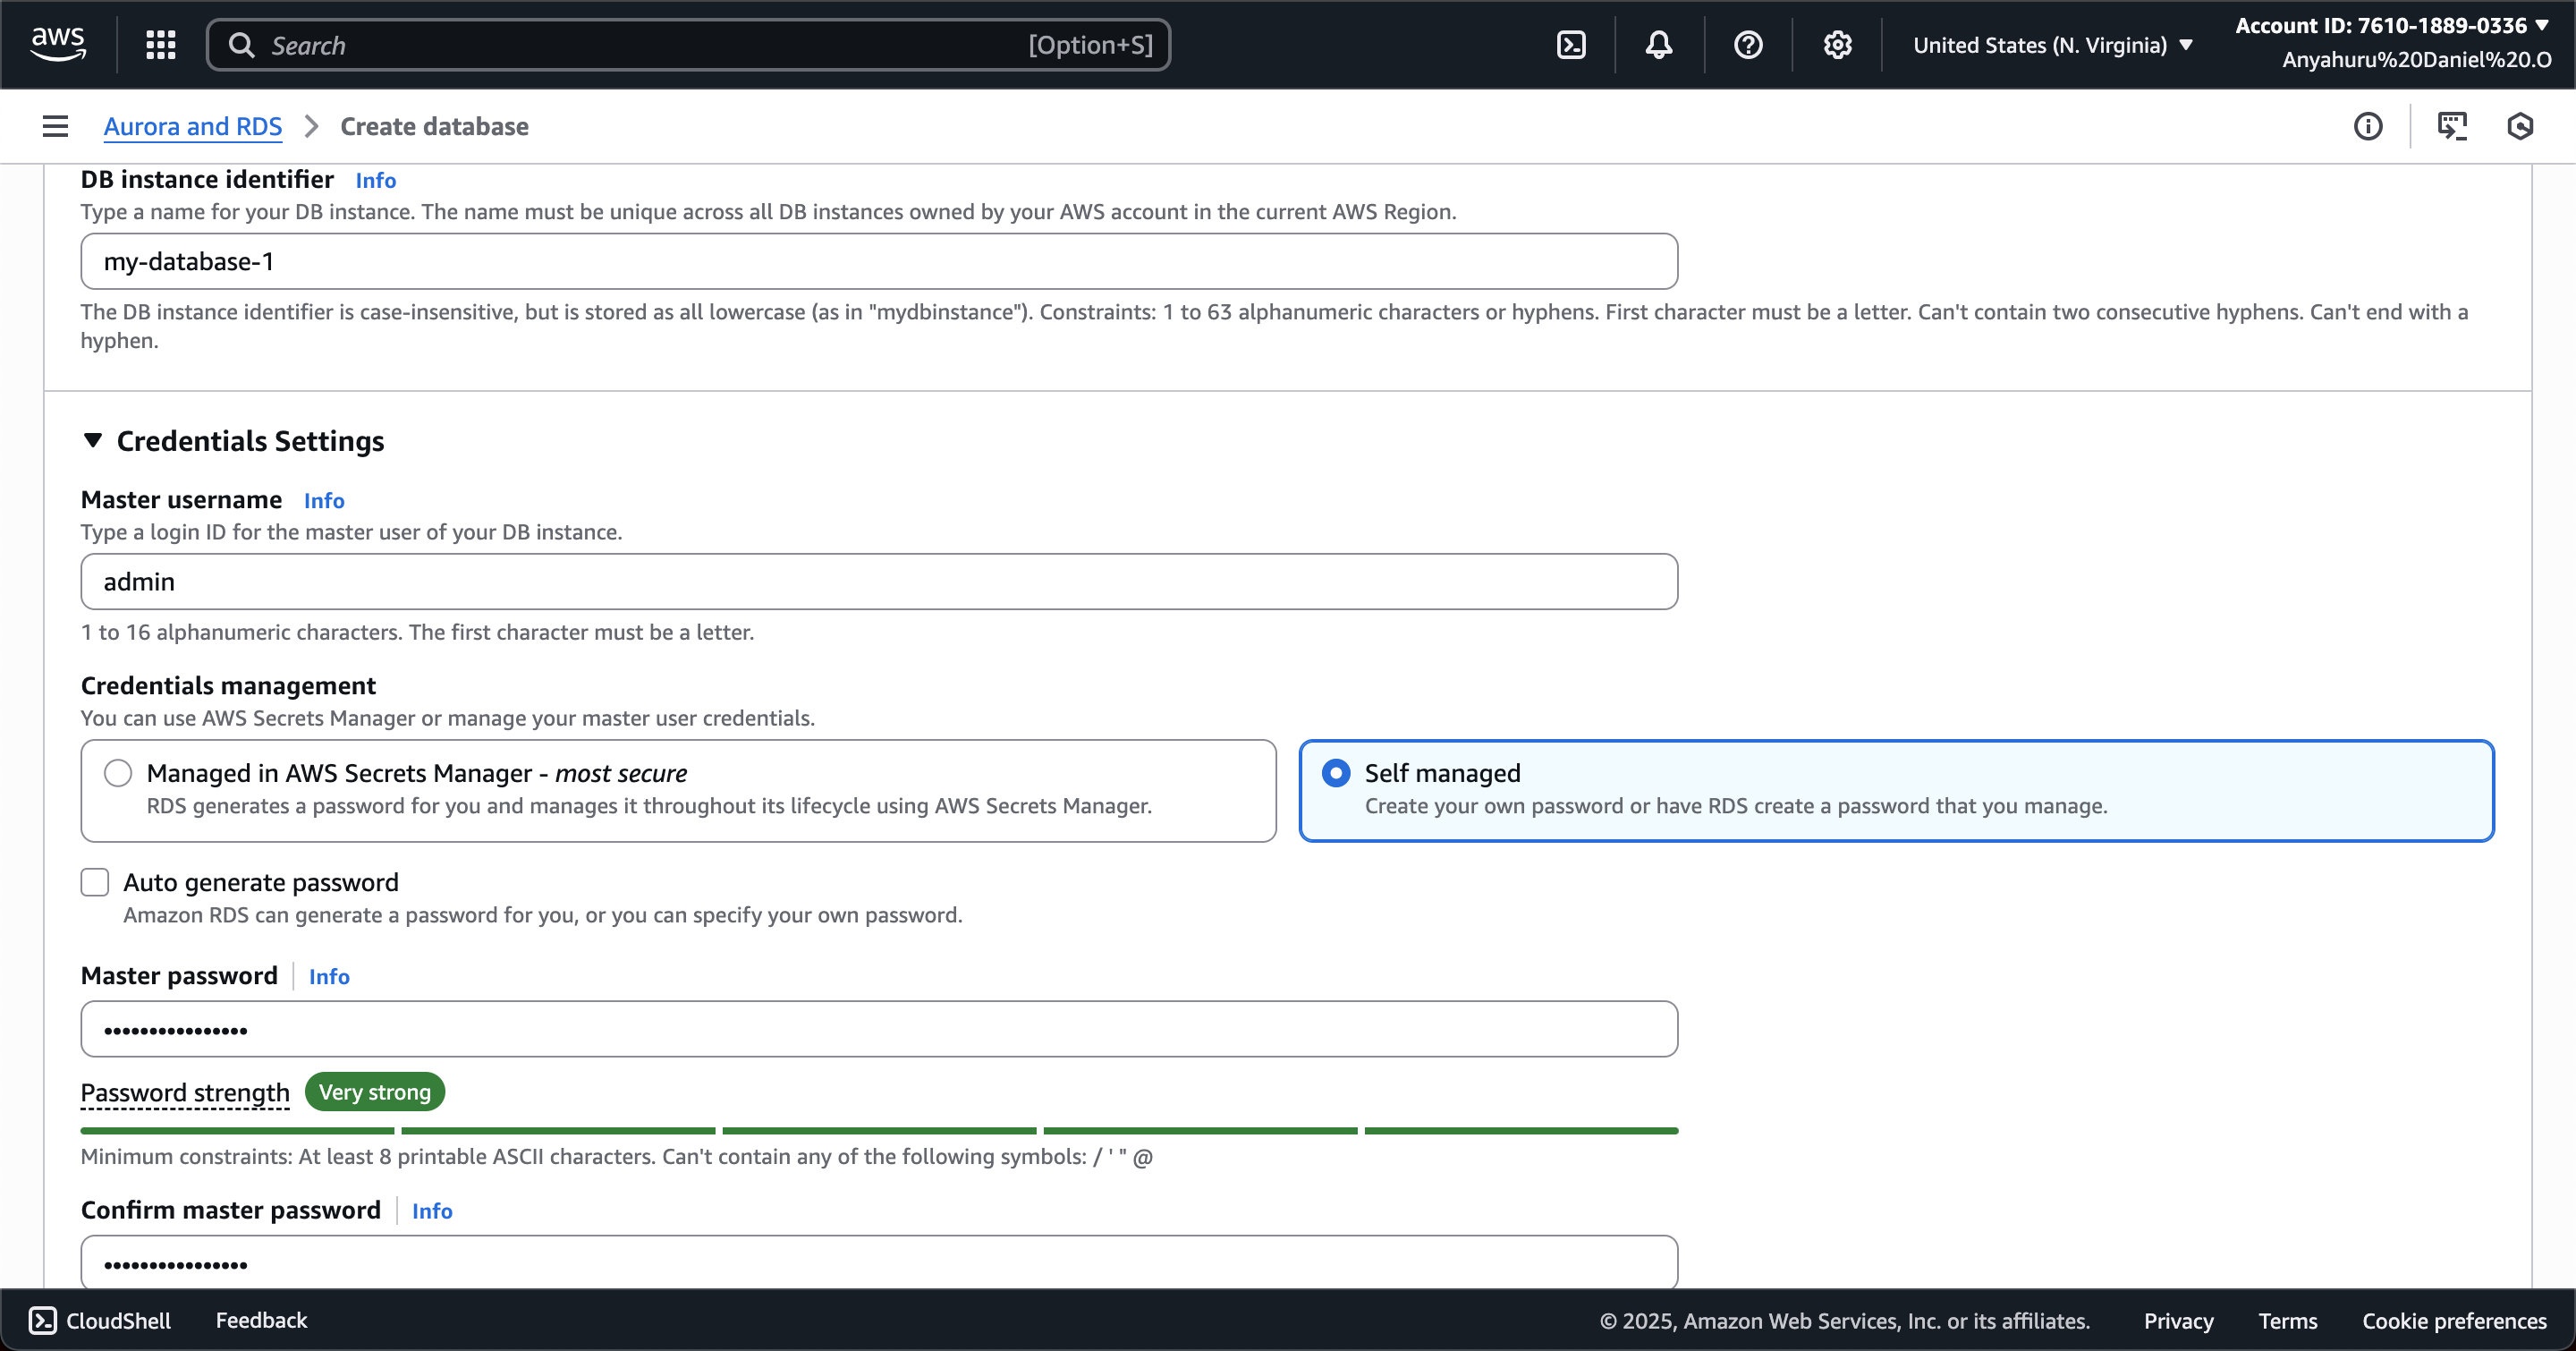 aws
Search
[Option+S]
United States (N. Virginia)
Account ID: 7610-1889-0336
Anyahuru%20Daniel%20.O
Aurora and RDS
Create database
DB instance identifier Info
Type a name for your DB instance. The name must be unique across all DB instances owned by your AWS account in the current AWS Region.
my-database-1
The DB instance identifier is case-insensitive, but is stored as all lowercase (as in "mydbinstance"). Constraints: 1 to 63 alphanumeric characters or hyphens. First character must be a letter. Can't contain two consecutive hyphens. Can't end with a
hyphen.
Credentials Settings
Master username Info
Type a login ID for the master user of your DB instance.
admin
1 to 16 alphanumeric characters. The first character must be a letter.
Credentials management
You can use AWS Secrets Manager or manage your master user credentials.
Managed in AWS Secrets Manager - most secure
RDS generates a password for you and manages it throughout its lifecycle using AWS Secrets Manager.
Self managed
Create your own password or have RDS create a password that you manage.
Auto generate password
Amazon RDS can generate a password for you, or you can specify your own password.
Master password Info
••••••••••••••••
Password strength Very strong
Minimum constraints: At least 8 printable ASCII characters. Can't contain any of the following symbols: / ' " @
Confirm master password Info
••••••••••••••••
CloudShell
Feedback
© 2025, Amazon Web Services, Inc. or its affiliates.
Privacy
Terms
Cookie preferences